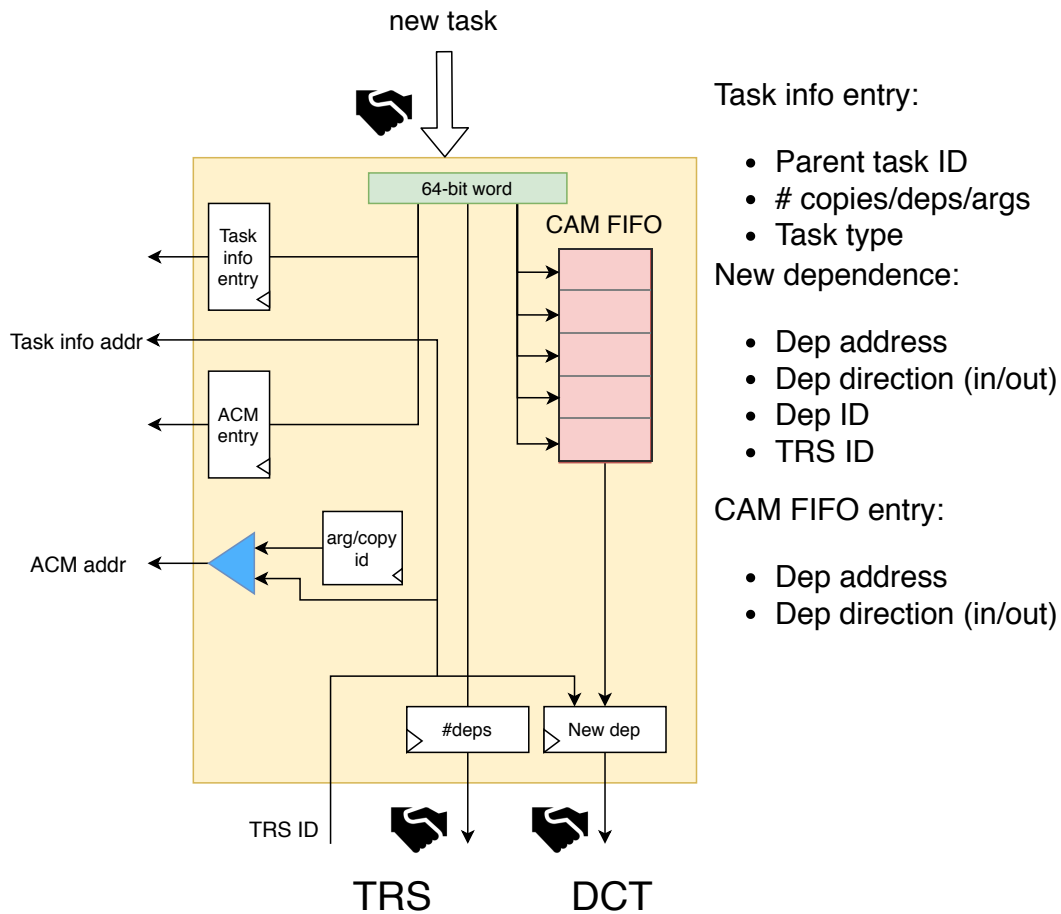 new task
64-bit word
Task
info
entry
CAM FIFO
Task info addr
ACM
entry
arg/copy
id
ACM addr
#deps
New dep
TRS ID
TRS
DCT
Task info entry:
• Parent task ID
• # copies/deps/args
• Task type
New dependence:
• Dep address
• Dep direction (in/out)
• Dep ID
• TRS ID
CAM FIFO entry:
• Dep address
• Dep direction (in/out)